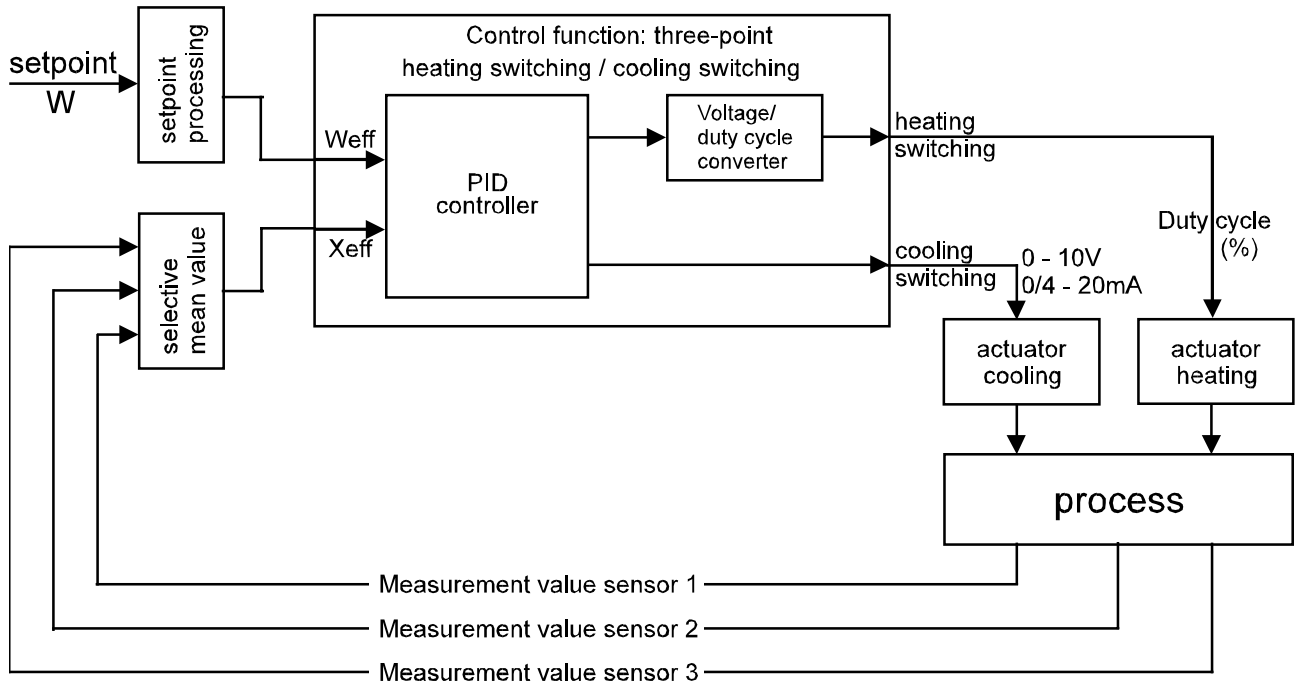 setpoint
W
setpoint
processing
Control function: three-point
heating switching / cooling switching
Weff
Xeff
PID
controller
Voltage/
duty cycle
converter
heating
switching
cooling
switching
0 - 10V
0/4 - 20mA
Duty cycle
(%)
selective
mean value
actuator
cooling
actuator
heating
process
Measurement value sensor 1
Measurement value sensor 2
Measurement value sensor 3